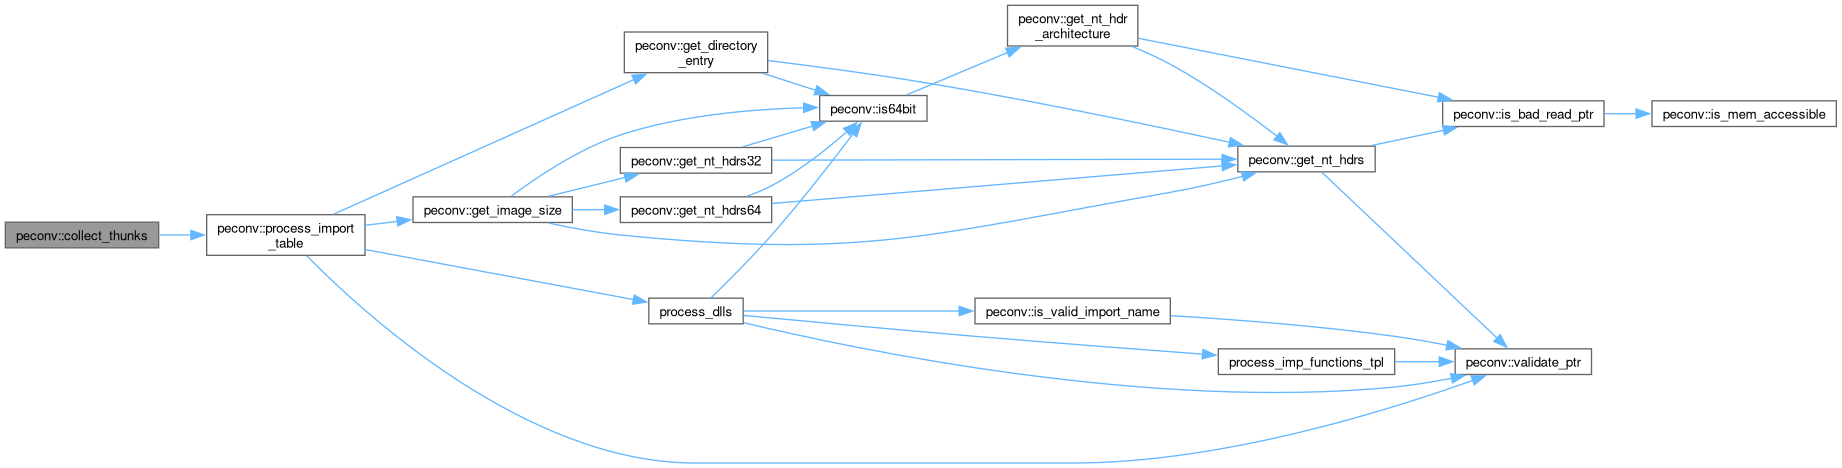 peconv::collect_thunks
peconv::process_import
_table
peconv::get_directory
_entry
peconv::get_image_size
process_dlls
peconv::get_nt_hdrs32
peconv::get_nt_hdrs64
peconv::is64bit
peconv::get_nt_hdr
_architecture
peconv::is_valid_import_name
process_imp_functions_tpl
peconv::get_nt_hdrs
peconv::is_bad_read_ptr
peconv::validate_ptr
peconv::is_mem_accessible